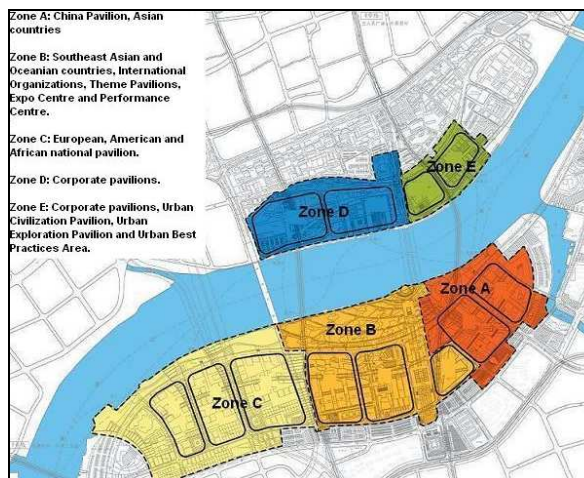 Zone A: China Pavilion, Asian
countries
Zone B: Southeast Asian and
Oceanian countries, International
Organizations, Theme Pavilions,
Expo Centre and Performance
Centre.
Zone C: European, American and
African national pavilion.
Zone D: Corporate pavilions.
Zone E: Corporate pavilions, Urban
Civilization Pavilion, Urban
Exploration Pavilion and Urban Best
Practices Area.
Zone E
Zone D
Zone A
Zone B
Zone C